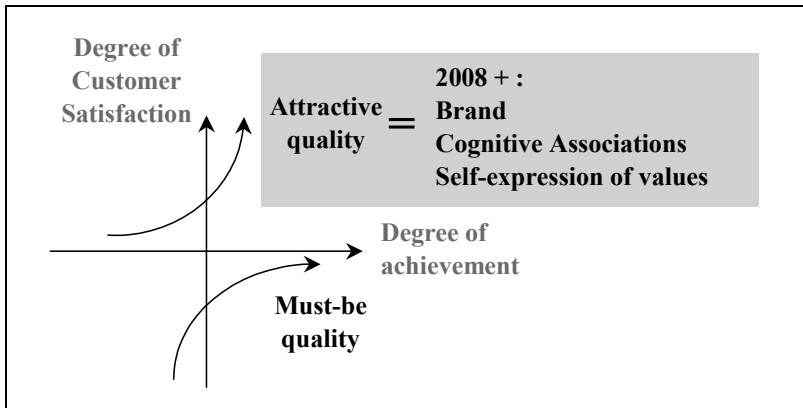 Degree of
Customer
Satisfaction
Attractive
quality
=
2008 + :
Brand
Cognitive Associations
Self-expression of values
Degree of
achievement
Must-be
quality